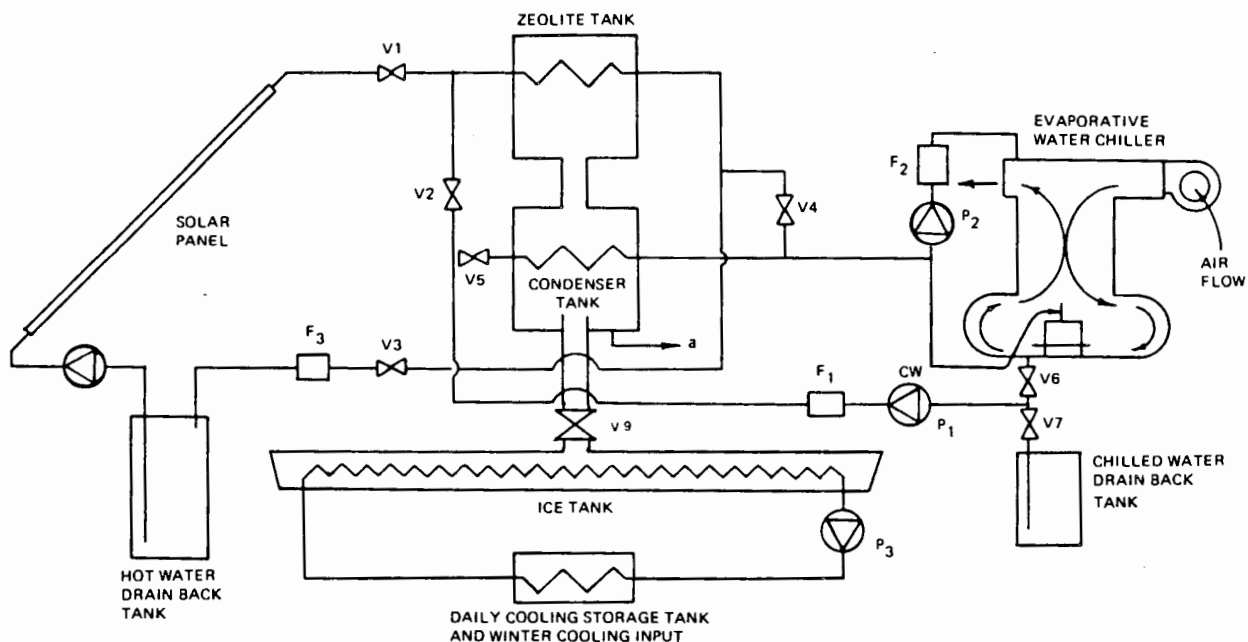 ZEOLITE TANK
V1
EVAPORATIVE
WATER CHILLER
F2
V2
V4
P2
SOLAR
PANEL
V5
CONDENSER
TANK
AIR
FLOW
F3
V3
a
F1
CW
V6
P1
V7
V9
CHILLED WATER
DRAIN BACK
TANK
ICE TANK
P3
HOT WATER
DRAIN BACK
TANK
DAILY COOLING STORAGE TANK
AND WINTER COOLING INPUT